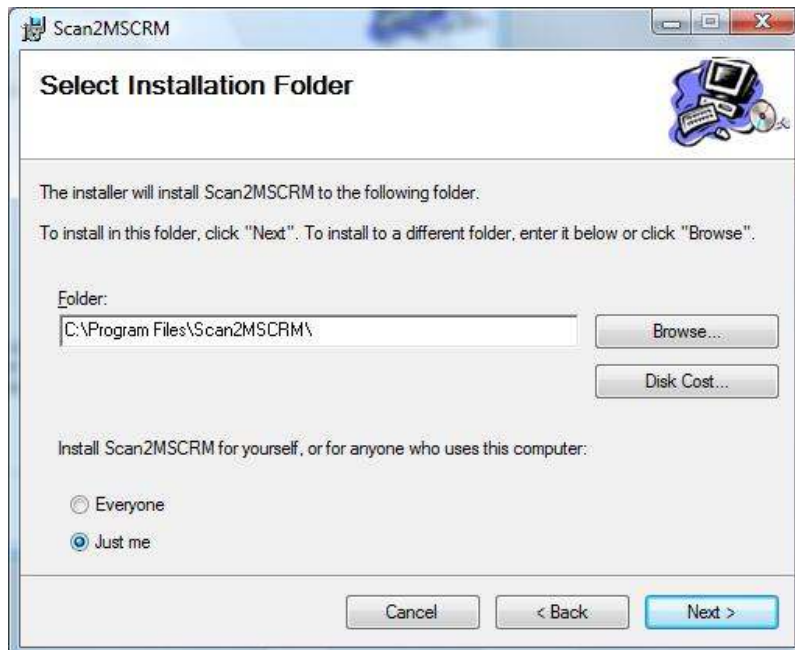 Scan2MSCRM
Select Installation Folder
The installer will install Scan2MSCRM to the following folder.
To install in this folder, click "Next". To install to a different folder, enter it below or click "Browse".
Folder:
C:\Program Files\Scan2MSCRM\
Browse...
Disk Cost...
Install Scan2MSCRM for yourself, or for anyone who uses this computer:
Everyone
Just me
Cancel
< Back
Next >